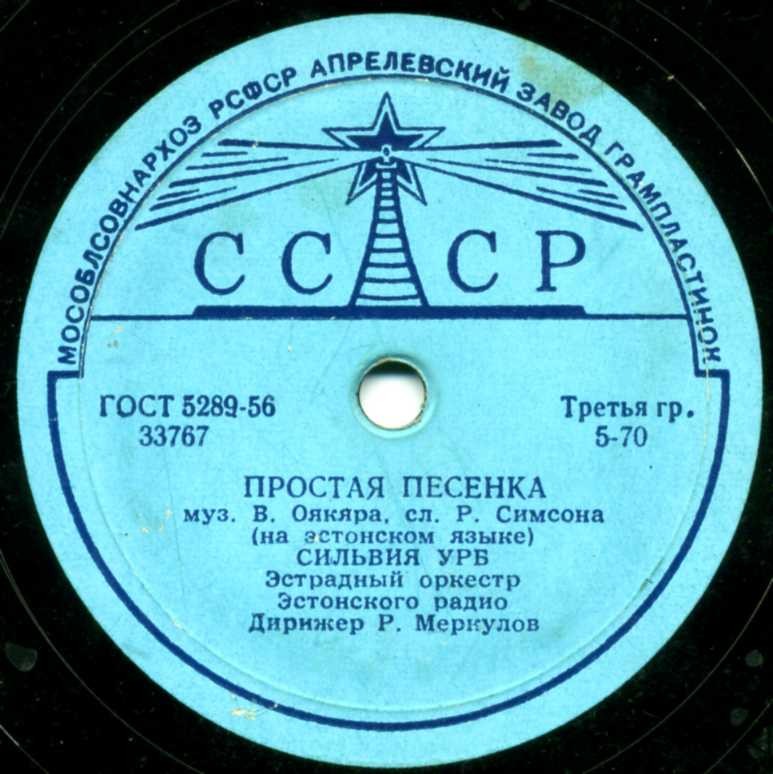 МОСОБЛСОВНАРХОЗ РСФСР АПРЕЛЕВСКИЙ ЗАВОД ГРАМПЛАСТИНОК
СССР
ГОСТ 5289-56
33767
Третья гр.
5-70
ПРОСТАЯ ПЕСЕНКА
муз. В. Оякяра, сл. Р. Симсона
(на эстонском языке)
СИЛЬВИЯ УРБ
Эстрадный оркестр
Эстонского радио
Дирижер Р. Меркулов